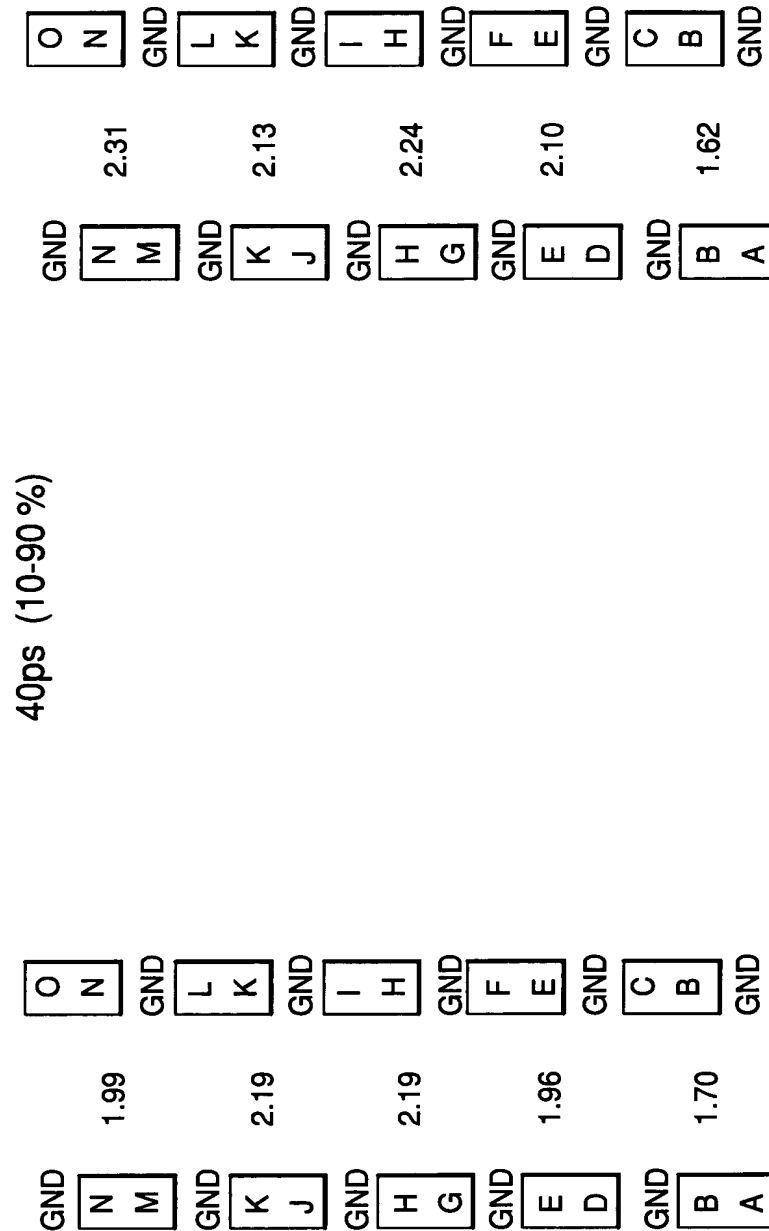 40ps (10-90 %)
GND O GND O
N 1.99 N N 2.31 N
M GND M GND
GND L GND L
K 2.19 K K 2.13 K
J GND J GND
GND I GND I
H 2.19 H H 2.24 H
G GND G GND
GND F GND F
E 1.96 E E 2.10 E
D GND D GND
GND C GND C
B 1.70 B B 1.62 B
A GND A GND